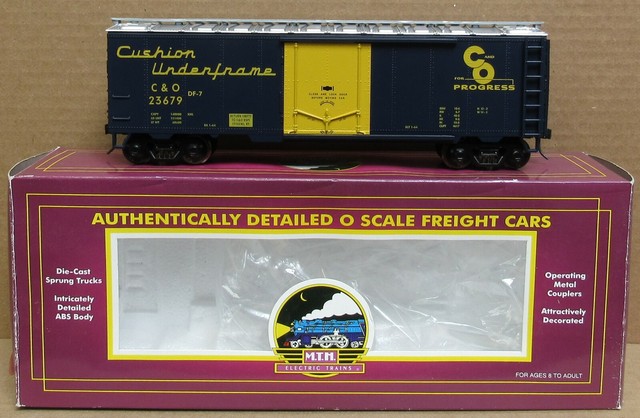 Cushion
Underframe
C & O DF-7
23679
C AND
FOR O
PROGRESS
AUTHENTICALLY DETAILED O SCALE FREIGHT CARS
Die-Cast
Sprung Trucks
Intricately
Detailed
ABS Body
Operating
Metal
Couplers
Attractively
Decorated
M.T.H.
ELECTRIC TRAINS
FOR AGES 8 TO ADULT